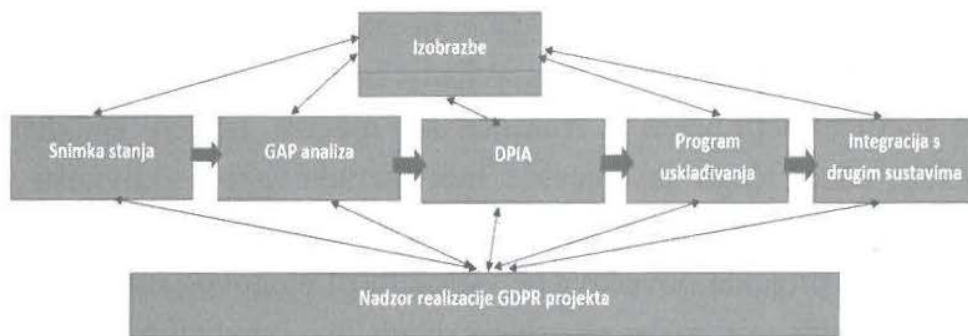 Izobrazbe
Snimka stanja
GAP analiza
DPIA
Program
usklađivanja
Integracija s
drugim sustavima
Nadzor realizacije GDPR projekta